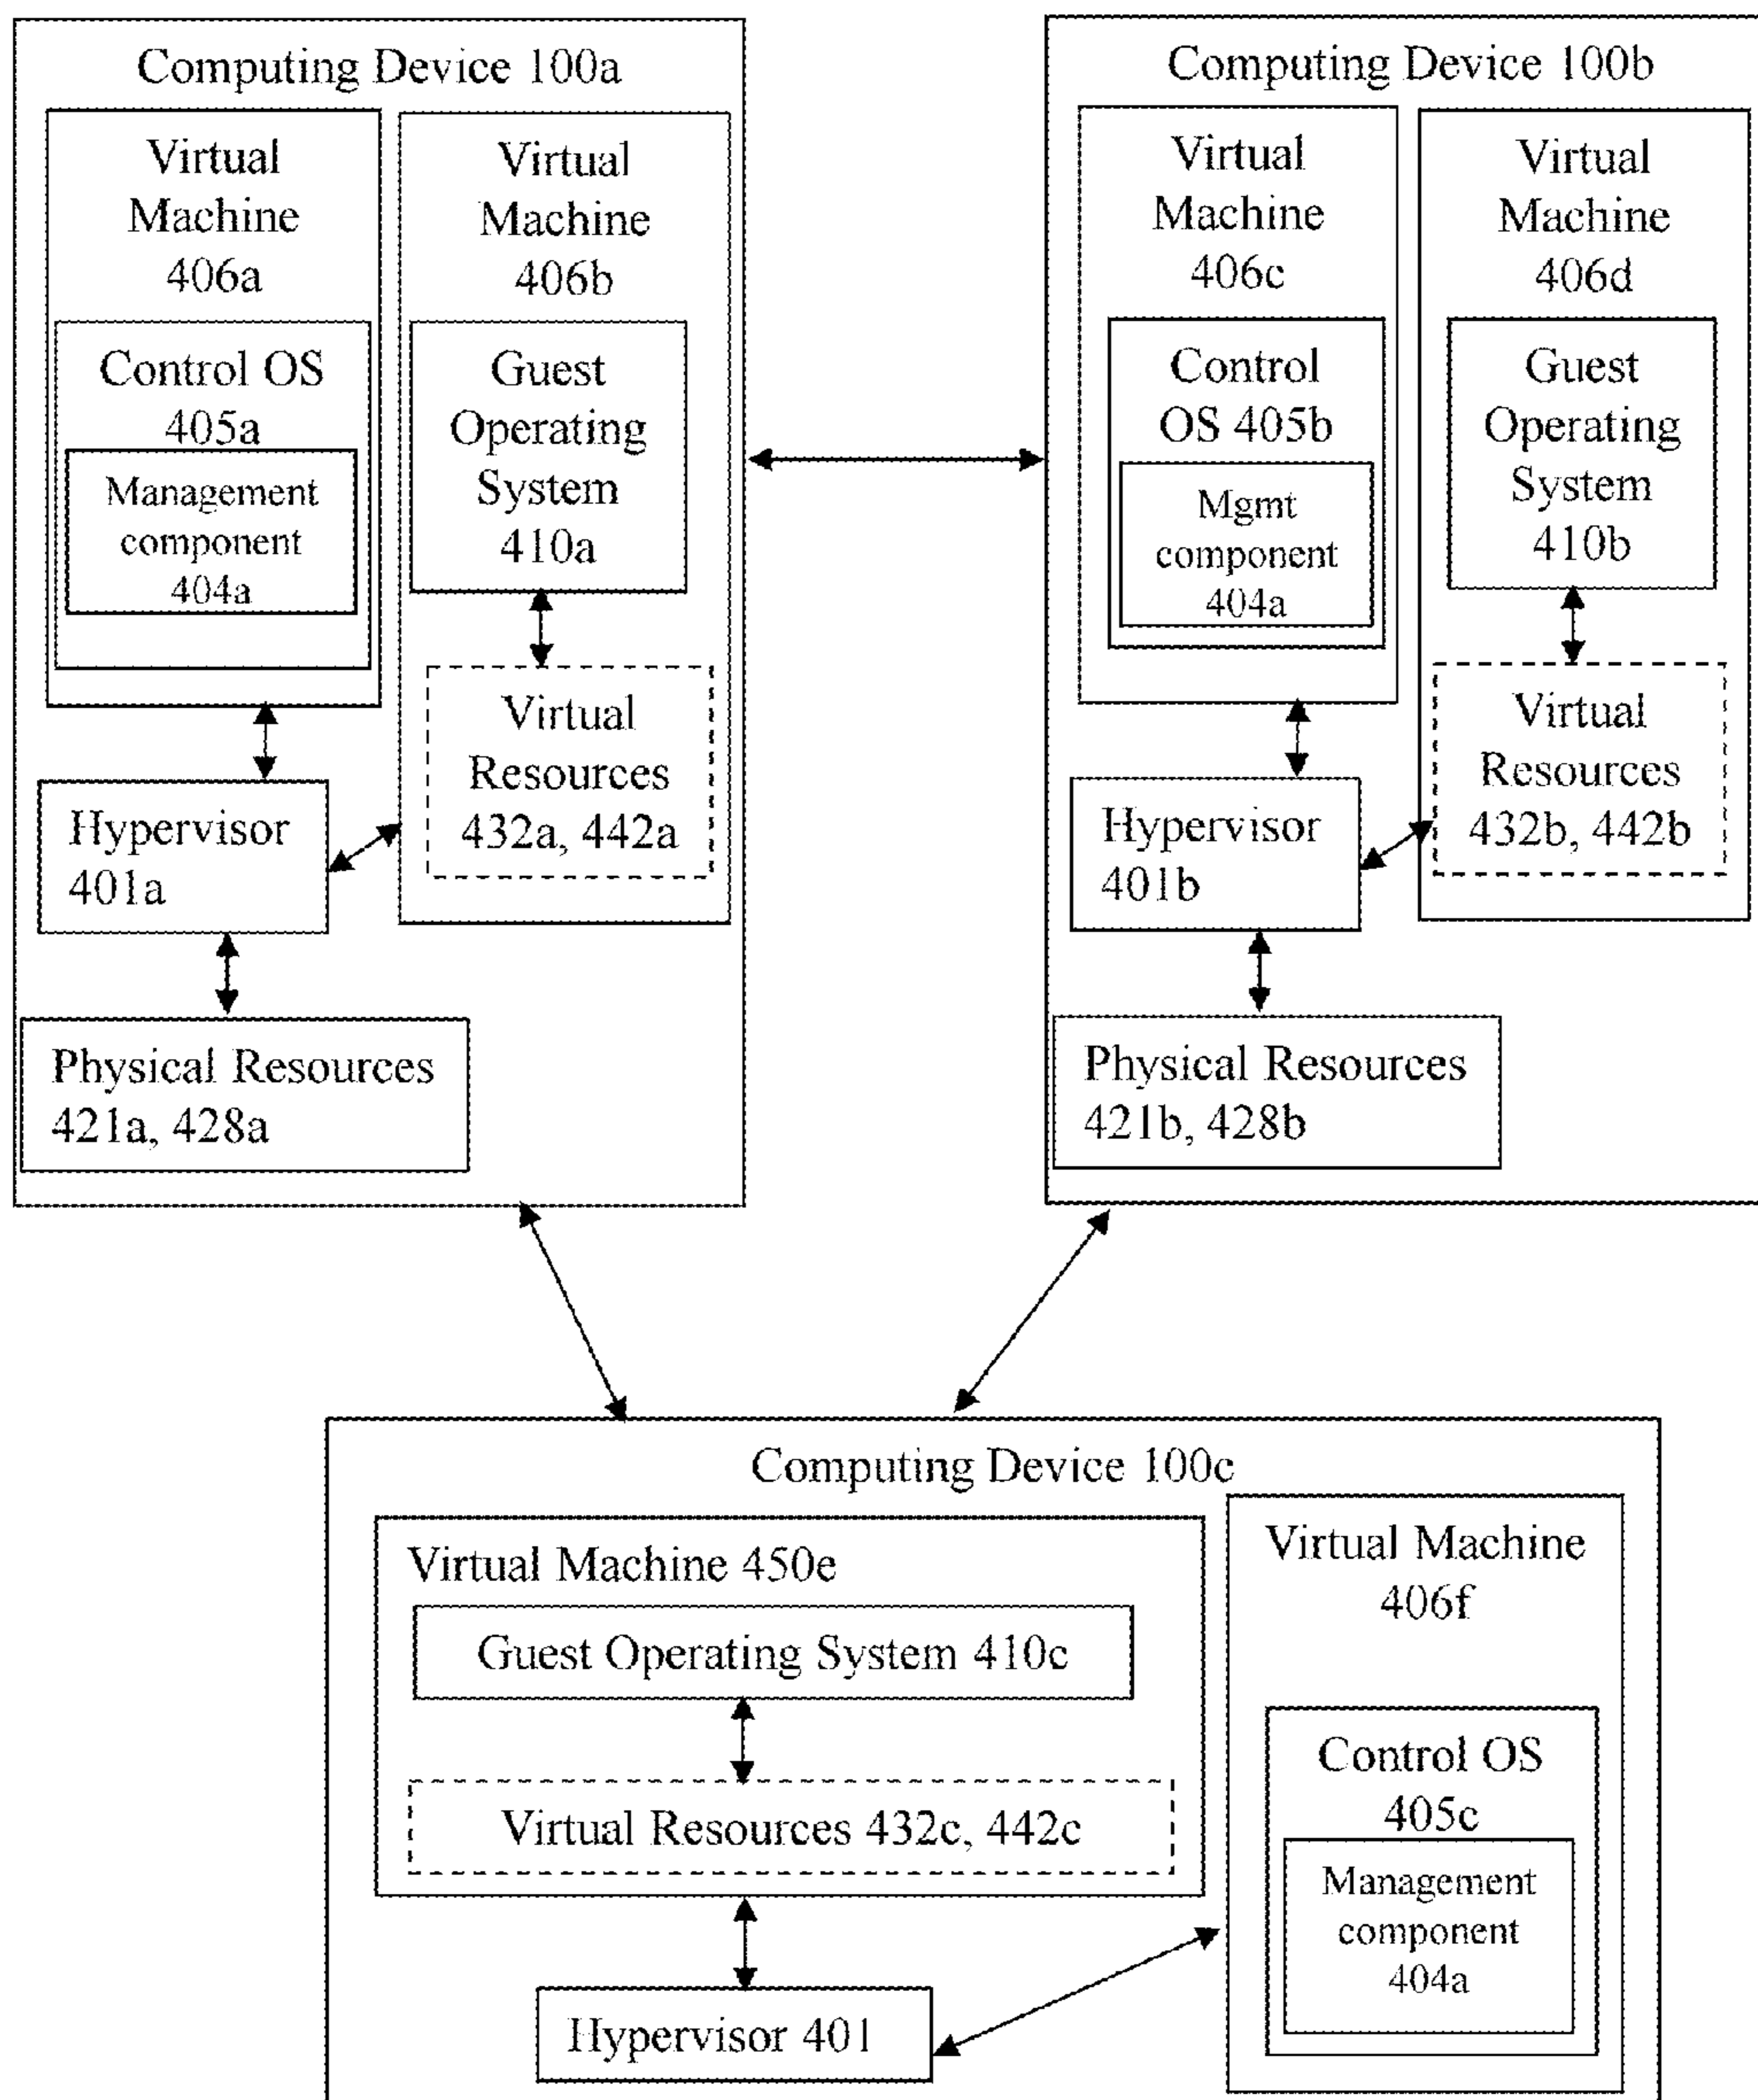 Computing Device 100a
Virtual
Machine
406a
Control OS
405a
Management
component
404a
Virtual
Machine
406b
Guest
Operating
System
410a
Virtual
Resources
432a, 442a
Hypervisor
401a
Physical Resources
421a, 428a
Computing Device 100b
Virtual
Machine
406c
Control
OS 405b
Mgmt
component
404a
Virtual
Machine
406d
Guest
Operating
System
410b
Virtual
Resources
432b, 442b
Hypervisor
401b
Physical Resources
421b, 428b
Computing Device 100c
Virtual Machine 450e
Guest Operating System 410c
Virtual Resources 432c, 442c
Hypervisor 401
Virtual Machine
406f
Control OS
405c
Management
component
404a